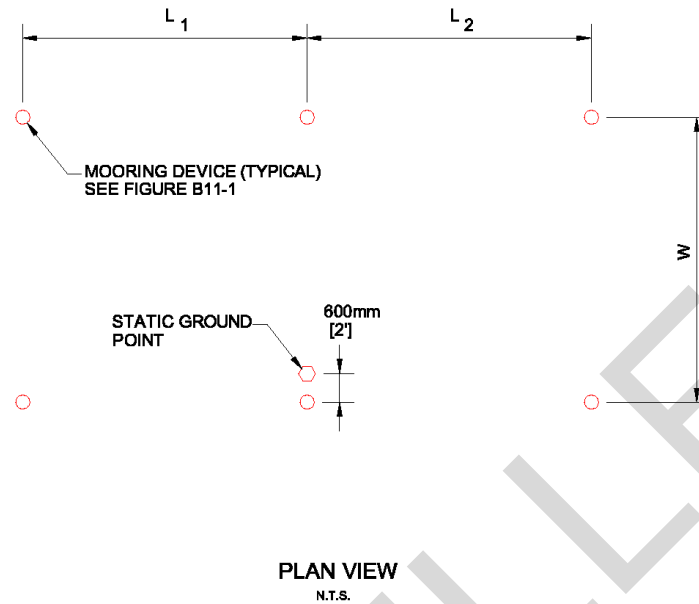 L 1
L 2
MOORING DEVICE (TYPICAL)
SEE FIGURE B11-1
W
STATIC GROUND
POINT
600mm
[2']
PLAN VIEW
N.T.S.